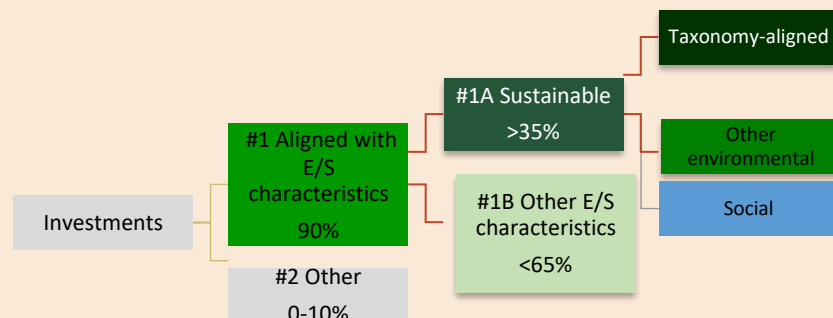 Taxonomy-aligned
#1A Sustainable
>35%
#1 Aligned with
E/S
characteristics
90%
Other
environmental
#1B Other E/S
characteristics
<65%
Social
Investments
#2 Other
0-10%